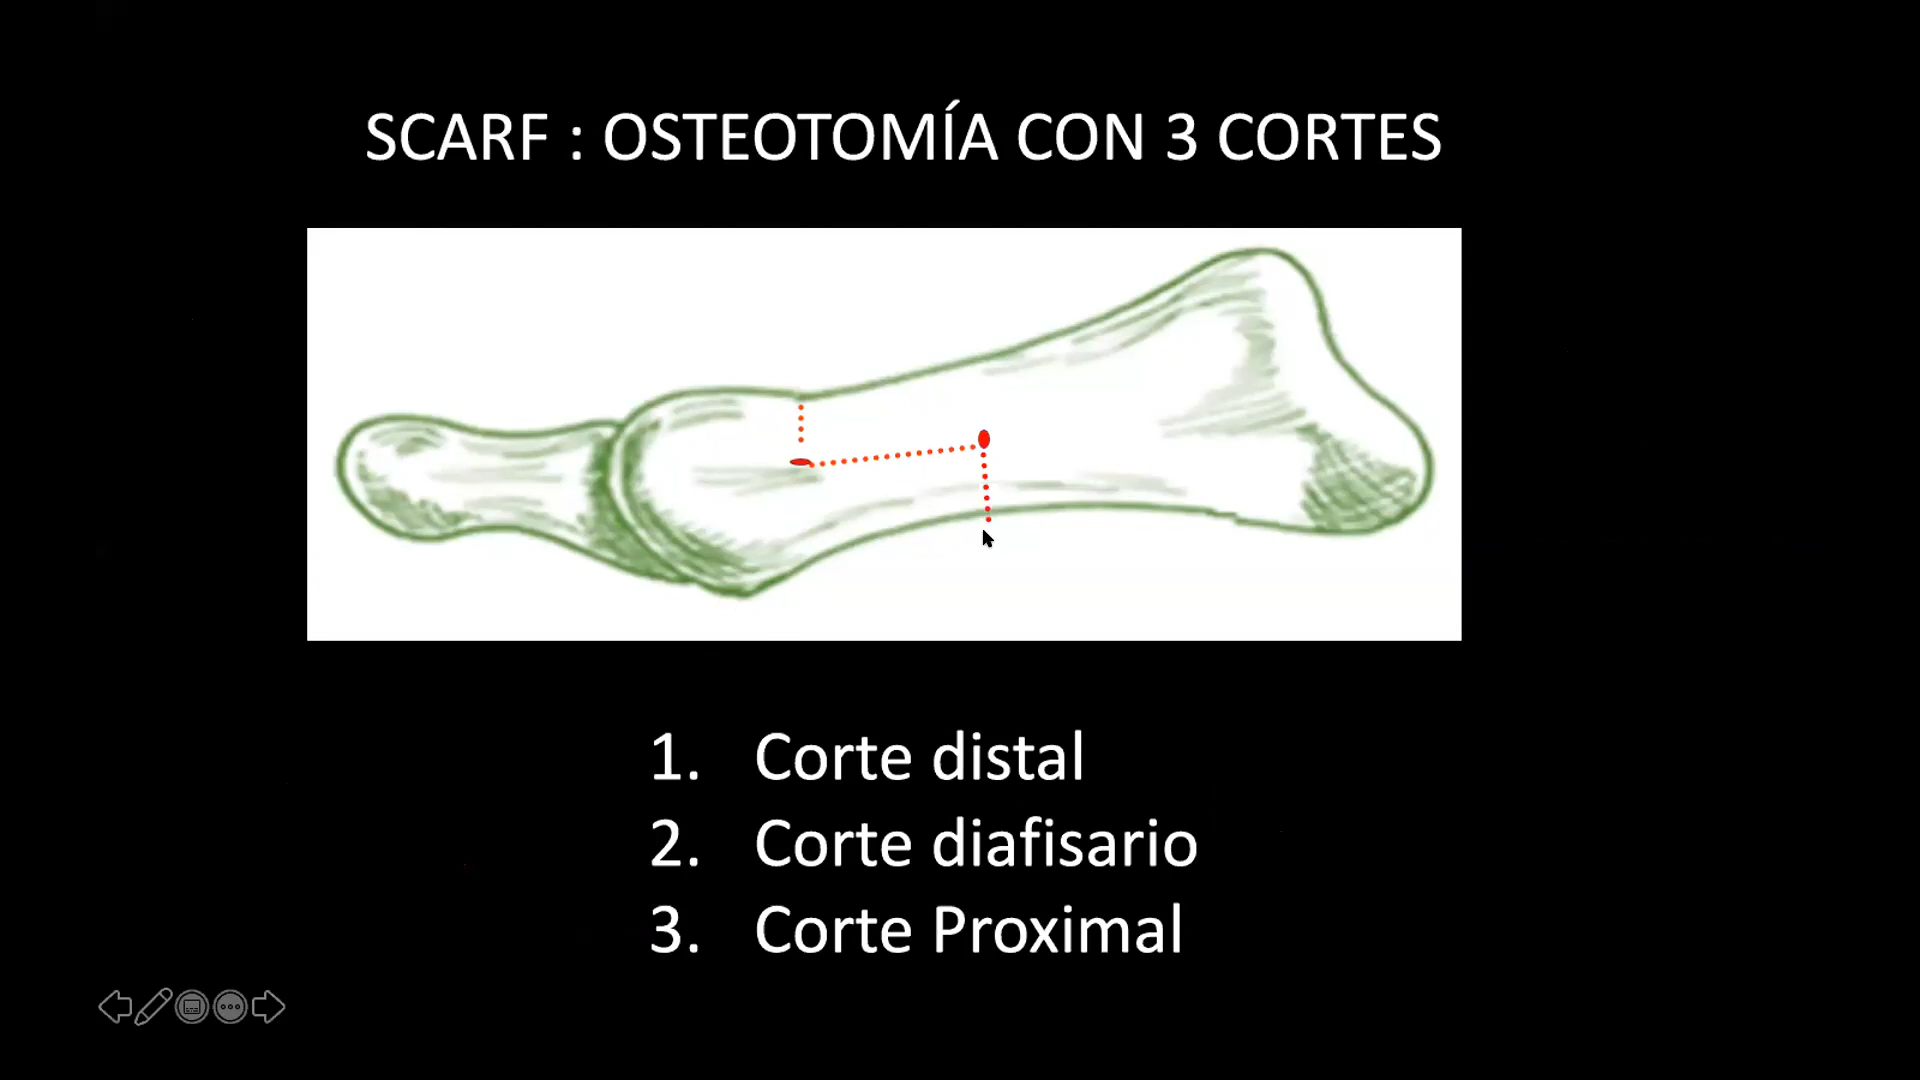 SCARF : OSTEOTOMÍA CON 3 CORTES
1. Corte distal
2. Corte diafisario
3. Corte Proximal